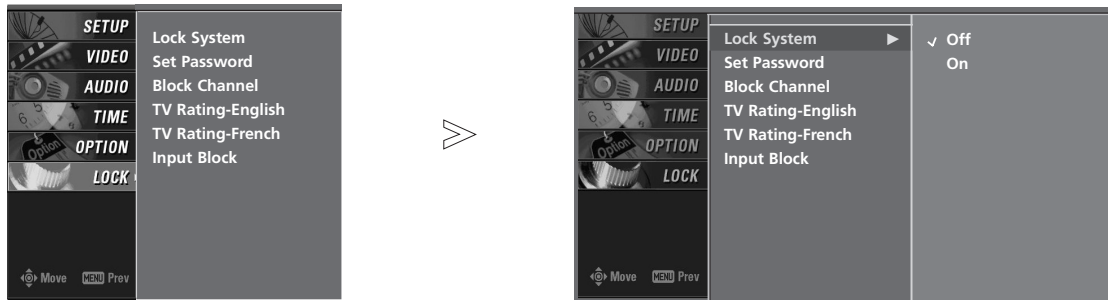 SETUP
VIDEO
AUDIO
TIME
OPTION
LOCK
Lock System
Set Password
Block Channel
TV Rating-English
TV Rating-French
Input Block
Move MENU Prev
SETUP
VIDEO
AUDIO
TIME
OPTION
LOCK
Lock System
Set Password
Block Channel
TV Rating-English
TV Rating-French
Input Block
Off
On
Move MENU Prev